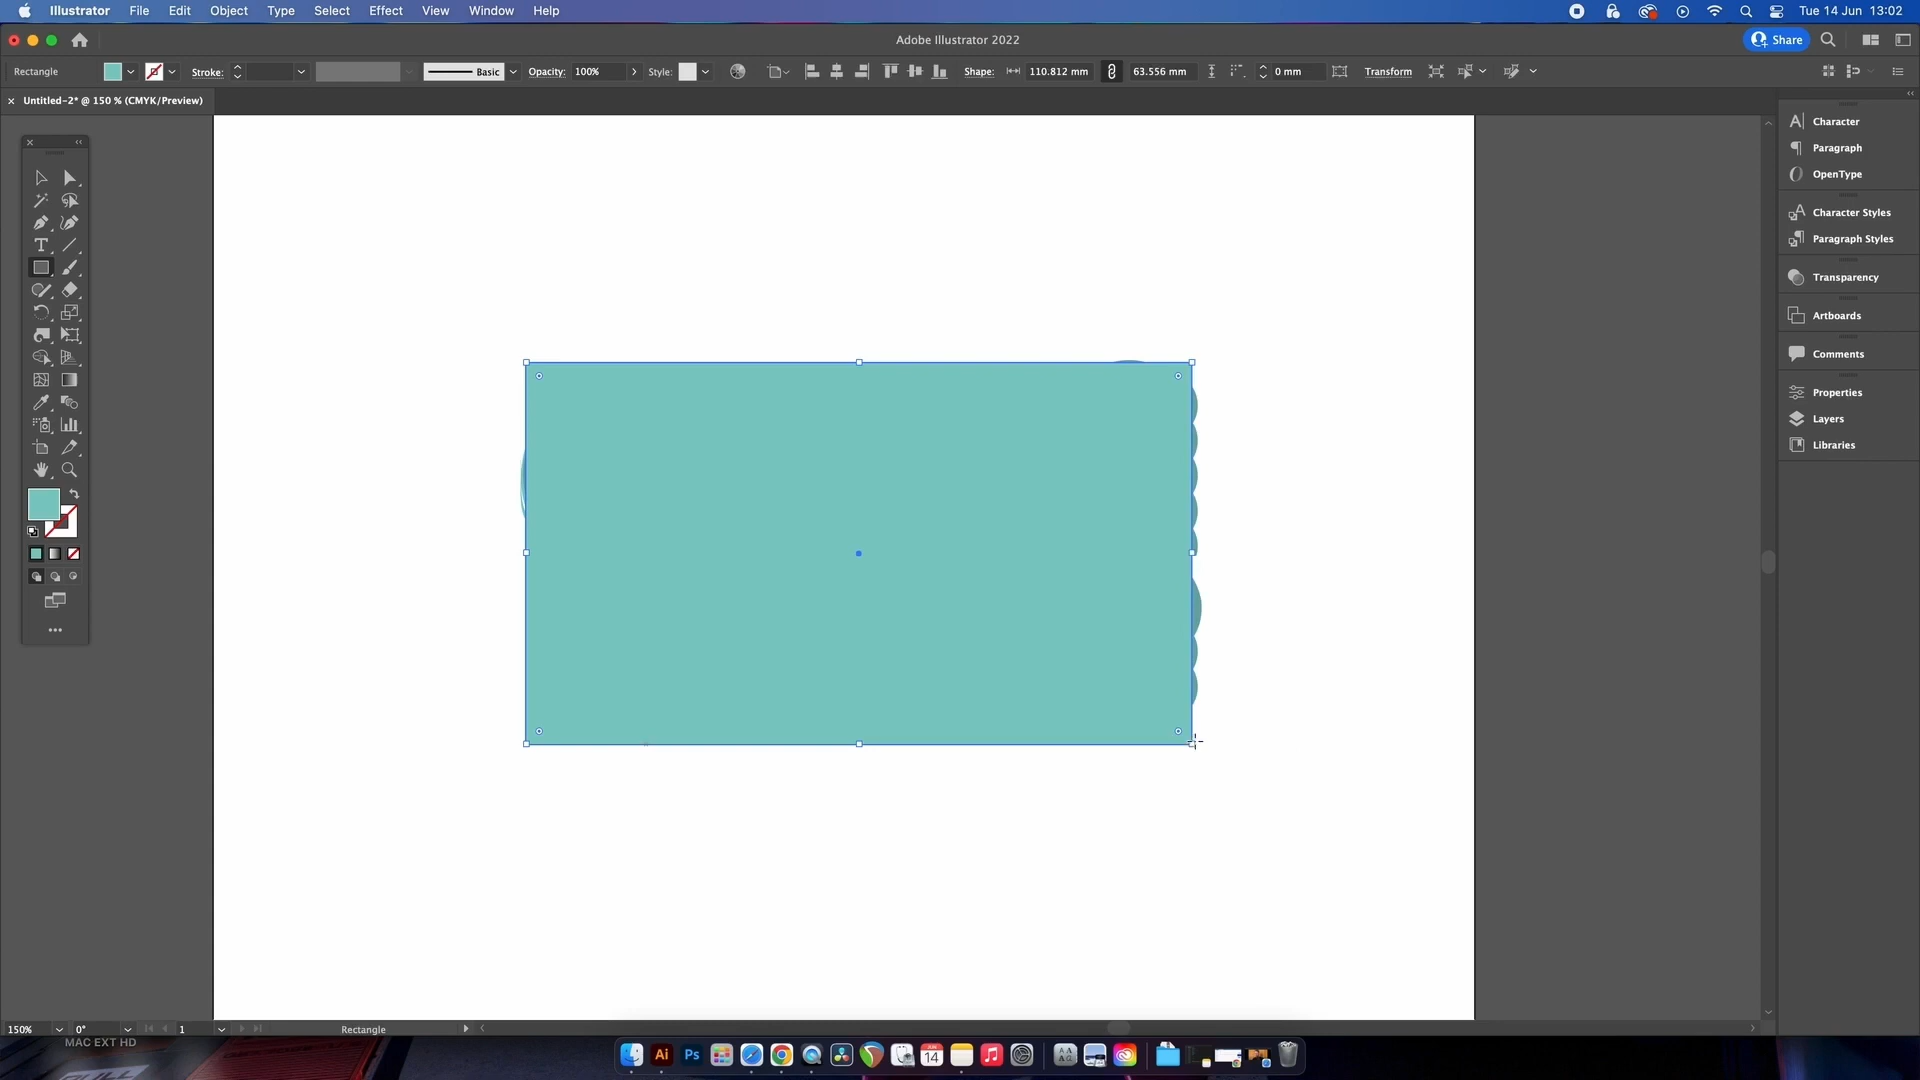 Illustrator File Edit Object Type Select Effect View Window Help Tue 14 Jun 13:02
Adobe Illustrator 2022
Share
Rectangle Stroke: Basic Opacity: 100% Style: Shape: 110.812 mm 63.556 mm 0 mm Transform
× Untitled-2* @ 150 % (CMYK/Preview)
Character
Paragraph
OpenType
Character Styles
Paragraph Styles
Transparency
Artboards
Comments
Properties
Layers
Libraries
150% 0° 1 Rectangle
MAC EXT HD
Ai Ps 14